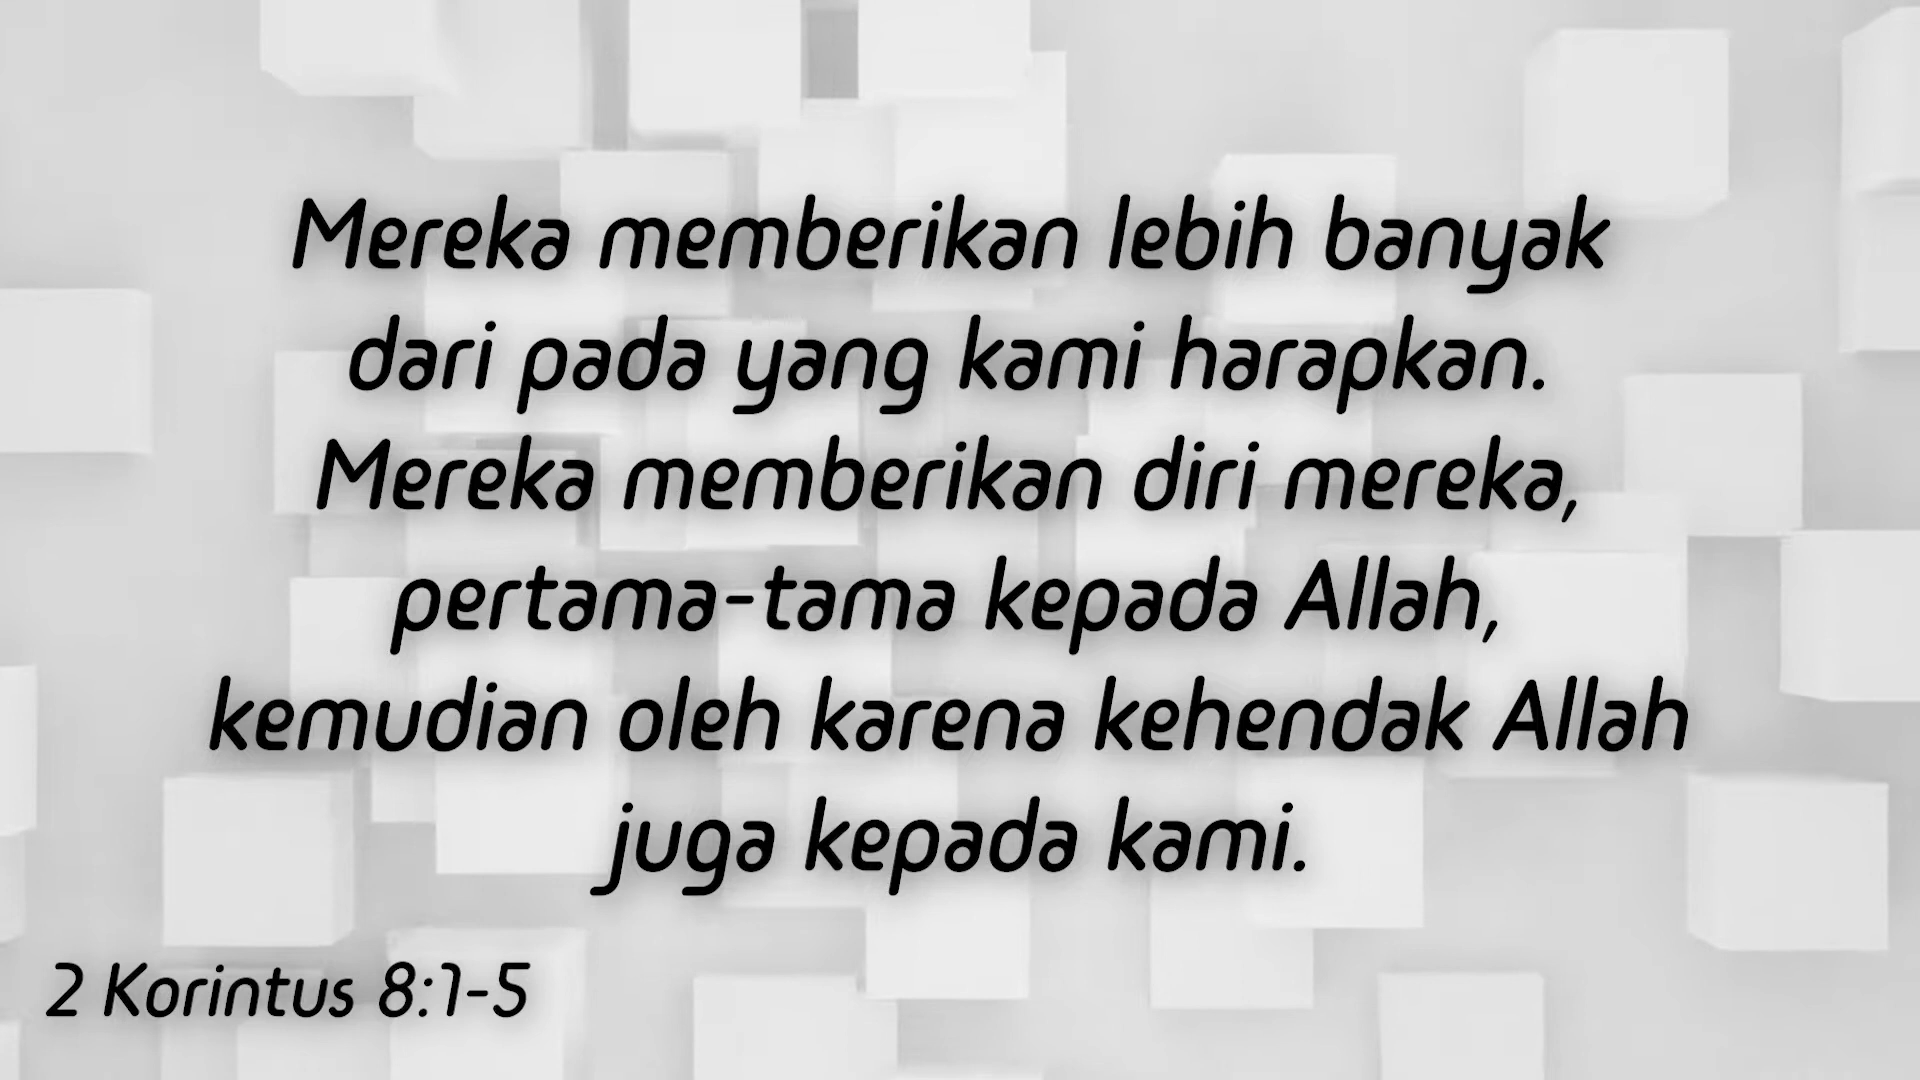 Mereka memberikan lebih banyak
dari pada yang kami harapkan.
Mereka memberikan diri mereka,
pertama-tama kepada Allah,
kemudian oleh karena kehendak Allah
juga kepada kami.
2 Korintus 8:1-5